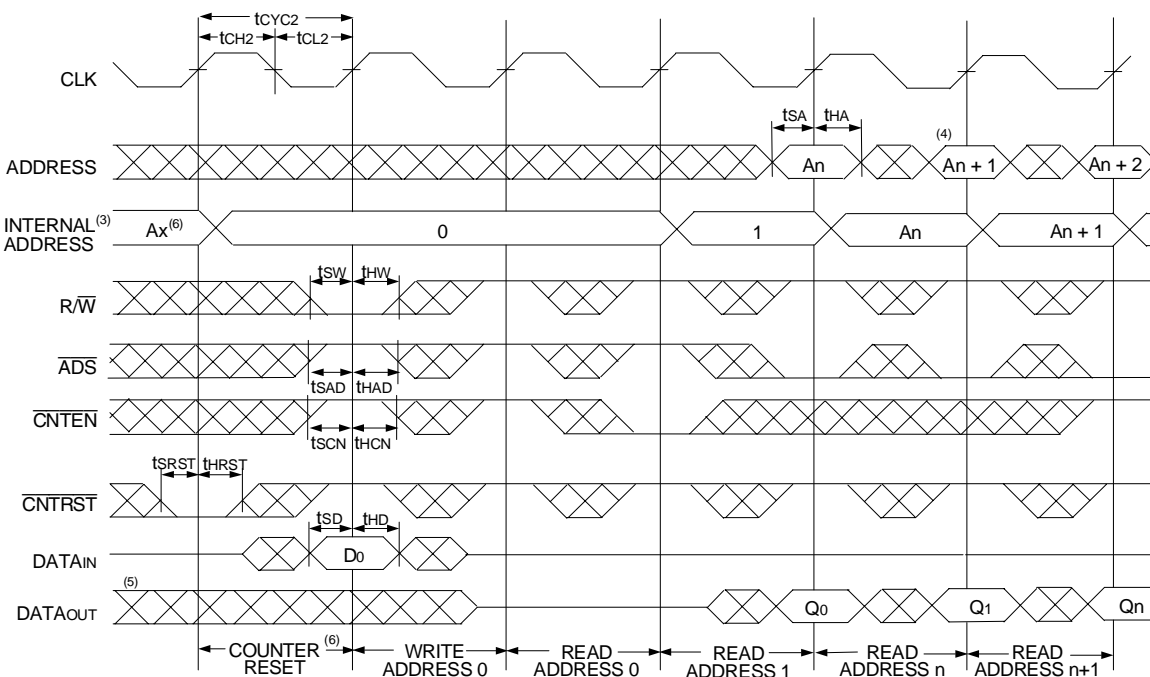 tCYC2
tCH2 tCL2
CLK
tSA tHA
ADDRESS An (4) An + 1 An + 2
INTERNAL(3) ADDRESS Ax(6) 0 1 An An + 1
tSW tHW
R/W̅
A̅D̅S̅
tSAD tHAD
C̅N̅T̅E̅N̅
tSCN tHCN
tSRST tHRST
C̅N̅T̅R̅S̅T̅
tSD tHD
DATAIN D0
(5)
DATAOUT Q0 Q1 Qn
COUNTER(6) WRITE READ READ READ READ
RESET ADDRESS 0 ADDRESS 0 ADDRESS 1 ADDRESS n ADDRESS n+1